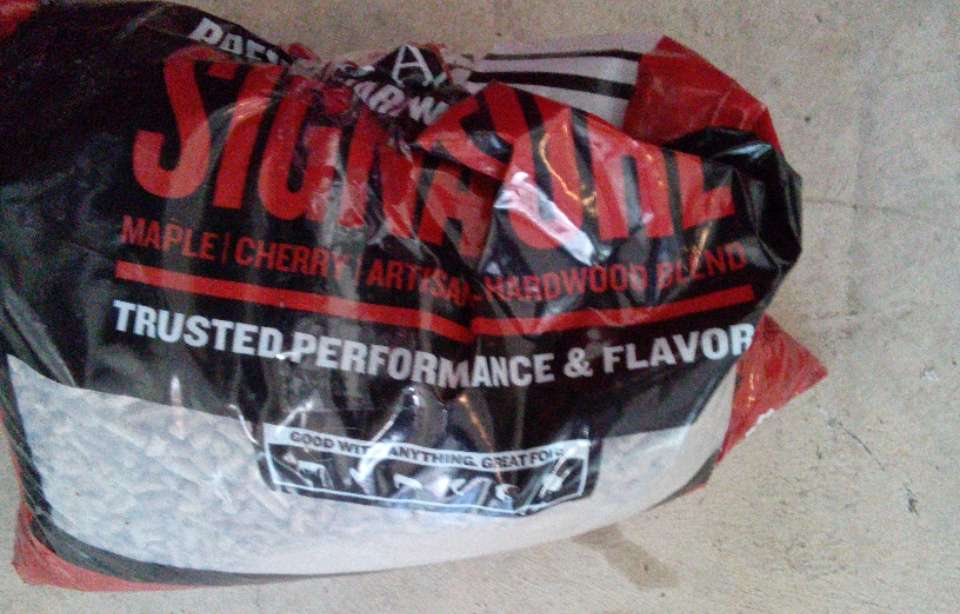 SIGNATURE
MAPLE | CHERRY | ARTISAN HARDWOOD BLEND
TRUSTED PERFORMANCE & FLAVOR
GOOD WITH ANYTHING. GREAT FOR